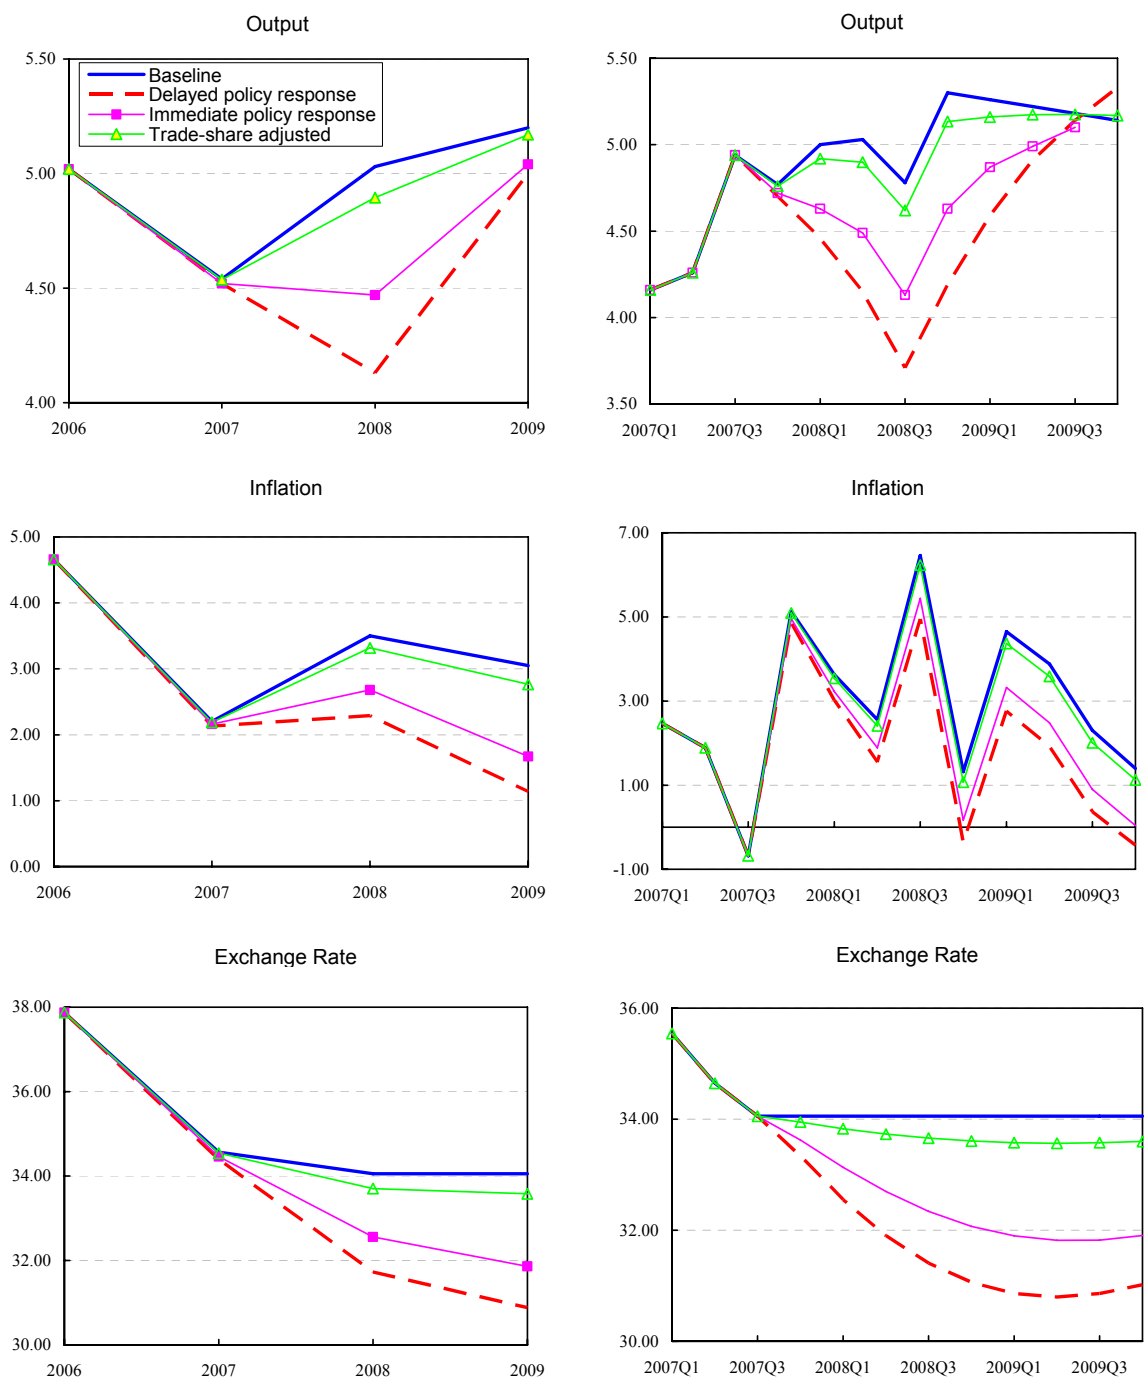 Output
5.50
5.00
4.50
4.00
Baseline
Delayed policy response
Immediate policy response
Trade-share adjusted
2006 2007 2008 2009
Output
5.50
5.00
4.50
4.00
3.50
2007Q1 2007Q3 2008Q1 2008Q3 2009Q1 2009Q3
Inflation
5.00
4.00
3.00
2.00
1.00
0.00
2006 2007 2008 2009
Inflation
7.00
5.00
3.00
1.00
-1.00
2007Q1 2007Q3 2008Q1 2008Q3 2009Q1 2009Q3
Exchange Rate
38.00
36.00
34.00
32.00
30.00
2006 2007 2008 2009
Exchange Rate
36.00
34.00
32.00
30.00
2007Q1 2007Q3 2008Q1 2008Q3 2009Q1 2009Q3